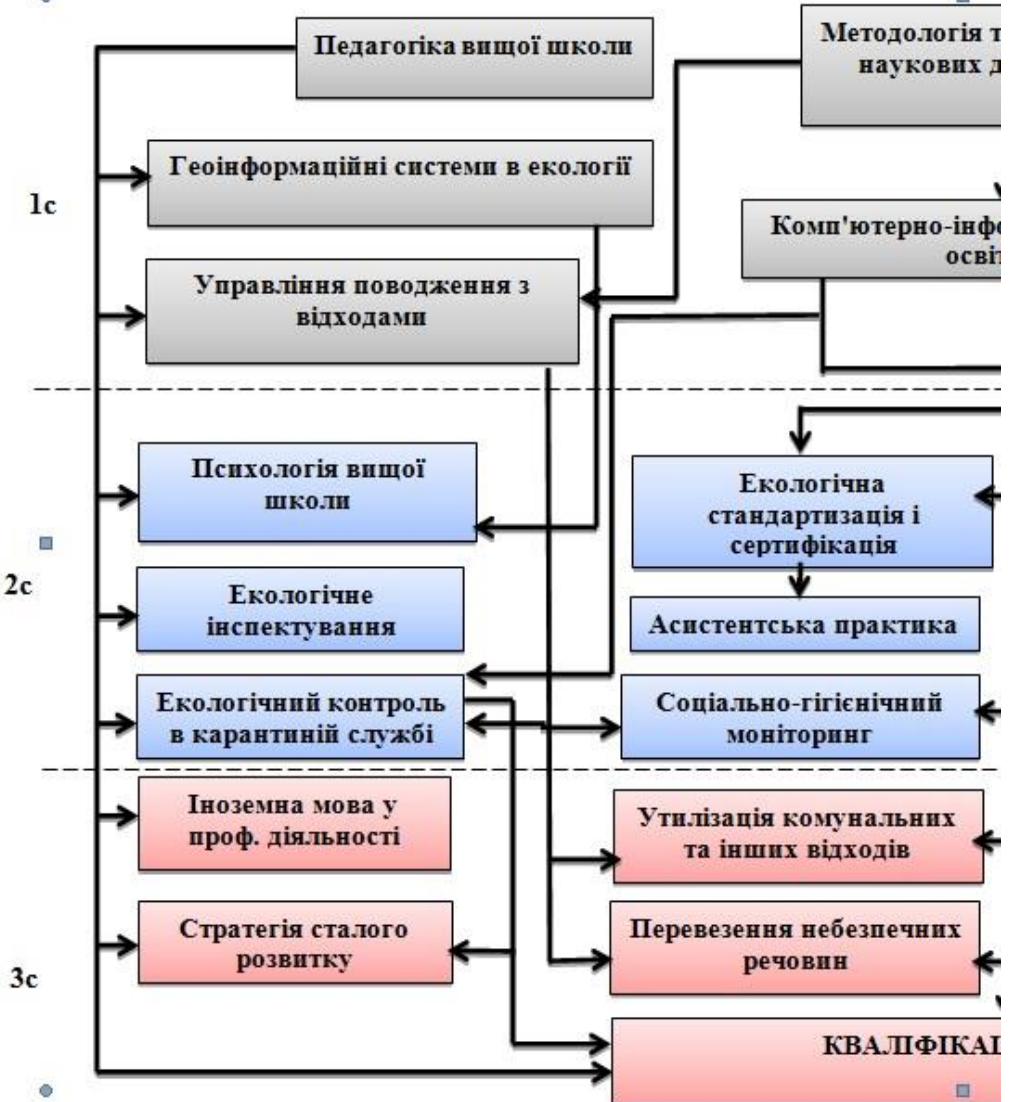 Педагогіка вищої школи
Методологія т
наукових д
Геоінформаційні системи в екології
1с
Комп'ютерно-інфо
освіт
Управління поводження з
відходами
Психологія вищої
школи
Екологічна
стандартизація і
сертифікація
2с
Екологічне
інспектування
Асистентська практика
Екологічний контроль
в карантиній службі
Соціально-гігієнічний
моніторинг
Іноземна мова у
проф. діяльності
Утилізація комунальних
та інших відходів
Стратегія сталого
розвитку
Перевезення небезпечних
речовин
3с
КВАЛІФІКАЦ